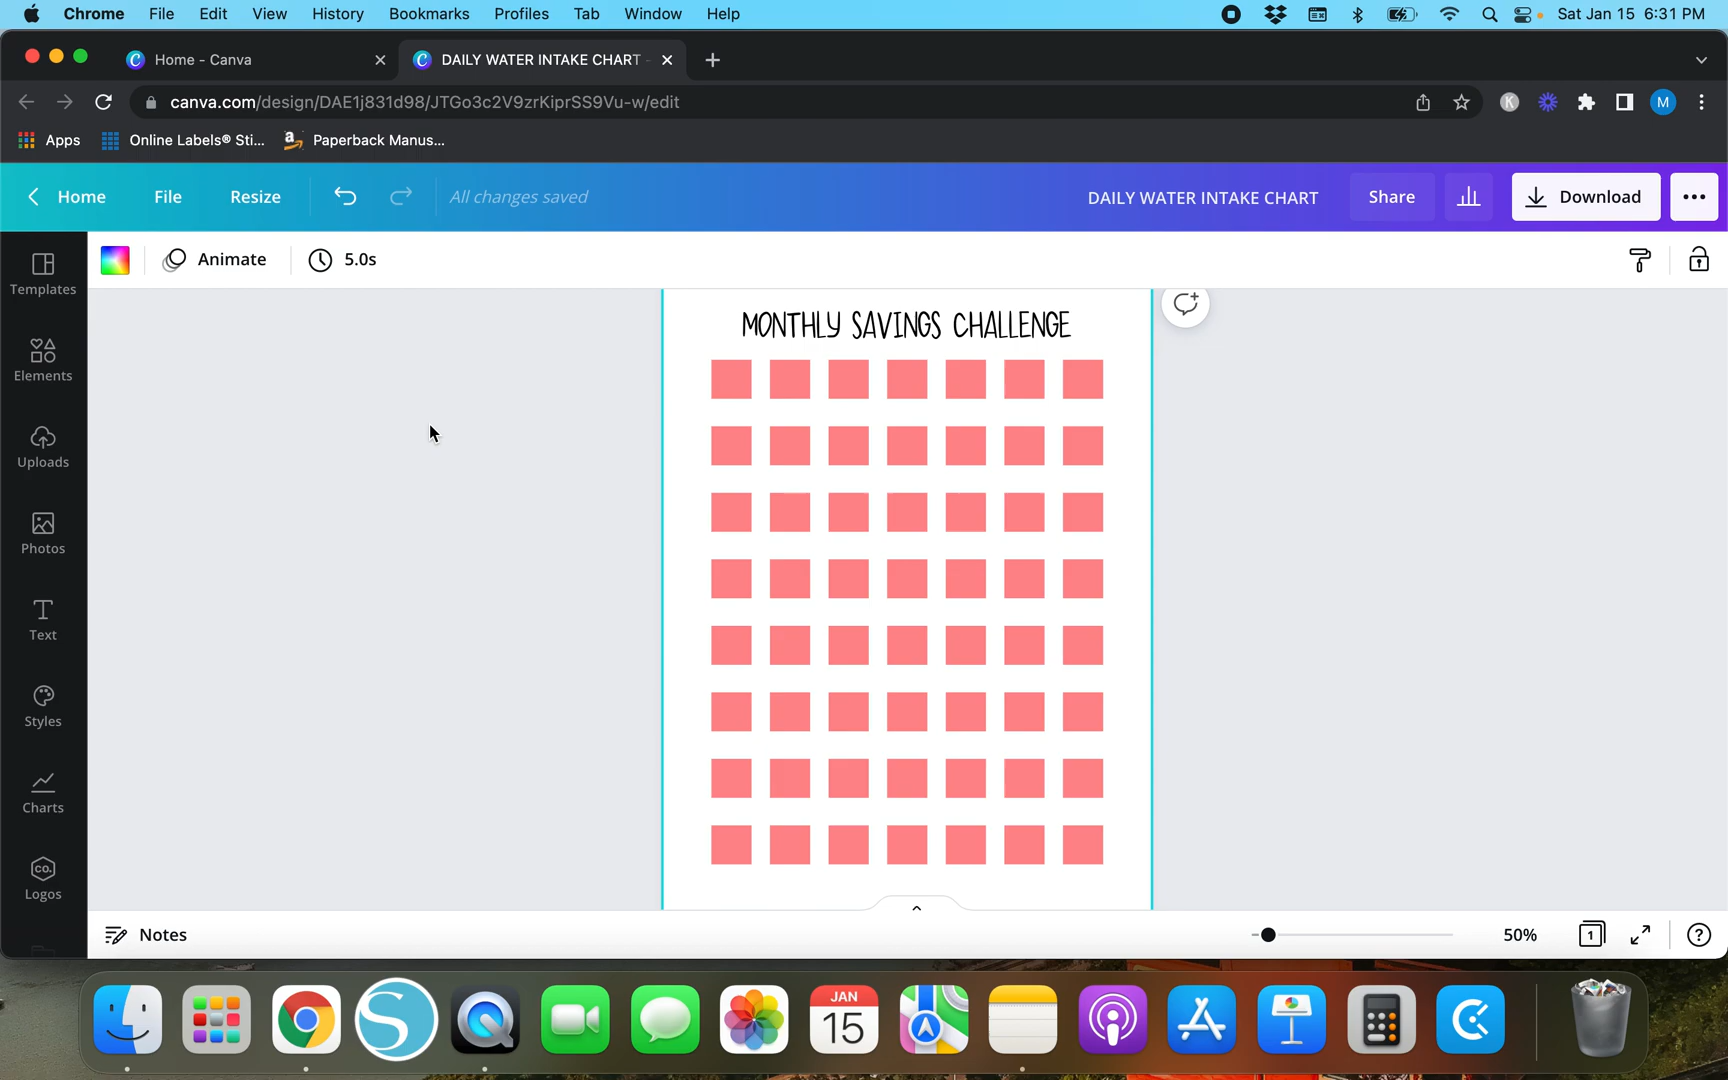 Chrome File Edit View History Bookmarks Profiles Tab Window Help Sat Jan 15 6:31 PM
Home - Canva DAILY WATER INTAKE CHART -
canva.com/design/DAE1j831d98/JTGo3c2V9zrKiprSS9Vu-w/edit K M
Apps Online Labels® Sti... a Paperback Manus...
Home File Resize All changes saved DAILY WATER INTAKE CHART Share Download
Templates Animate 5.0s
MONTHLY SAVINGS CHALLENGE
Elements
Uploads
Photos
Text
Styles
Charts
co.
Logos
Notes 50% 1 ?
JAN
15